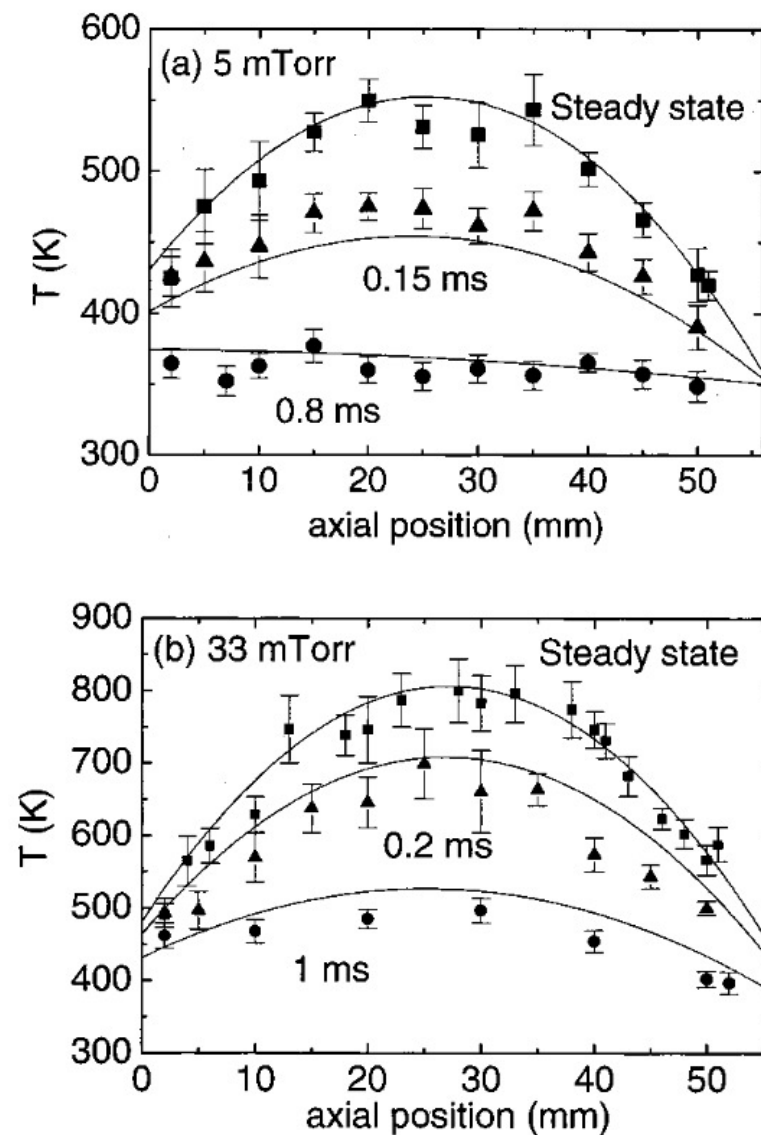 600
(a) 5 mTorr
Steady state
500
T (K)
400
0.15 ms
0.8 ms
300
0 10 20 30 40 50
axial position (mm)
900
(b) 33 mTorr
Steady state
800
700
T (K)
600
0.2 ms
500
1 ms
400
300
0 10 20 30 40 50
axial position (mm)